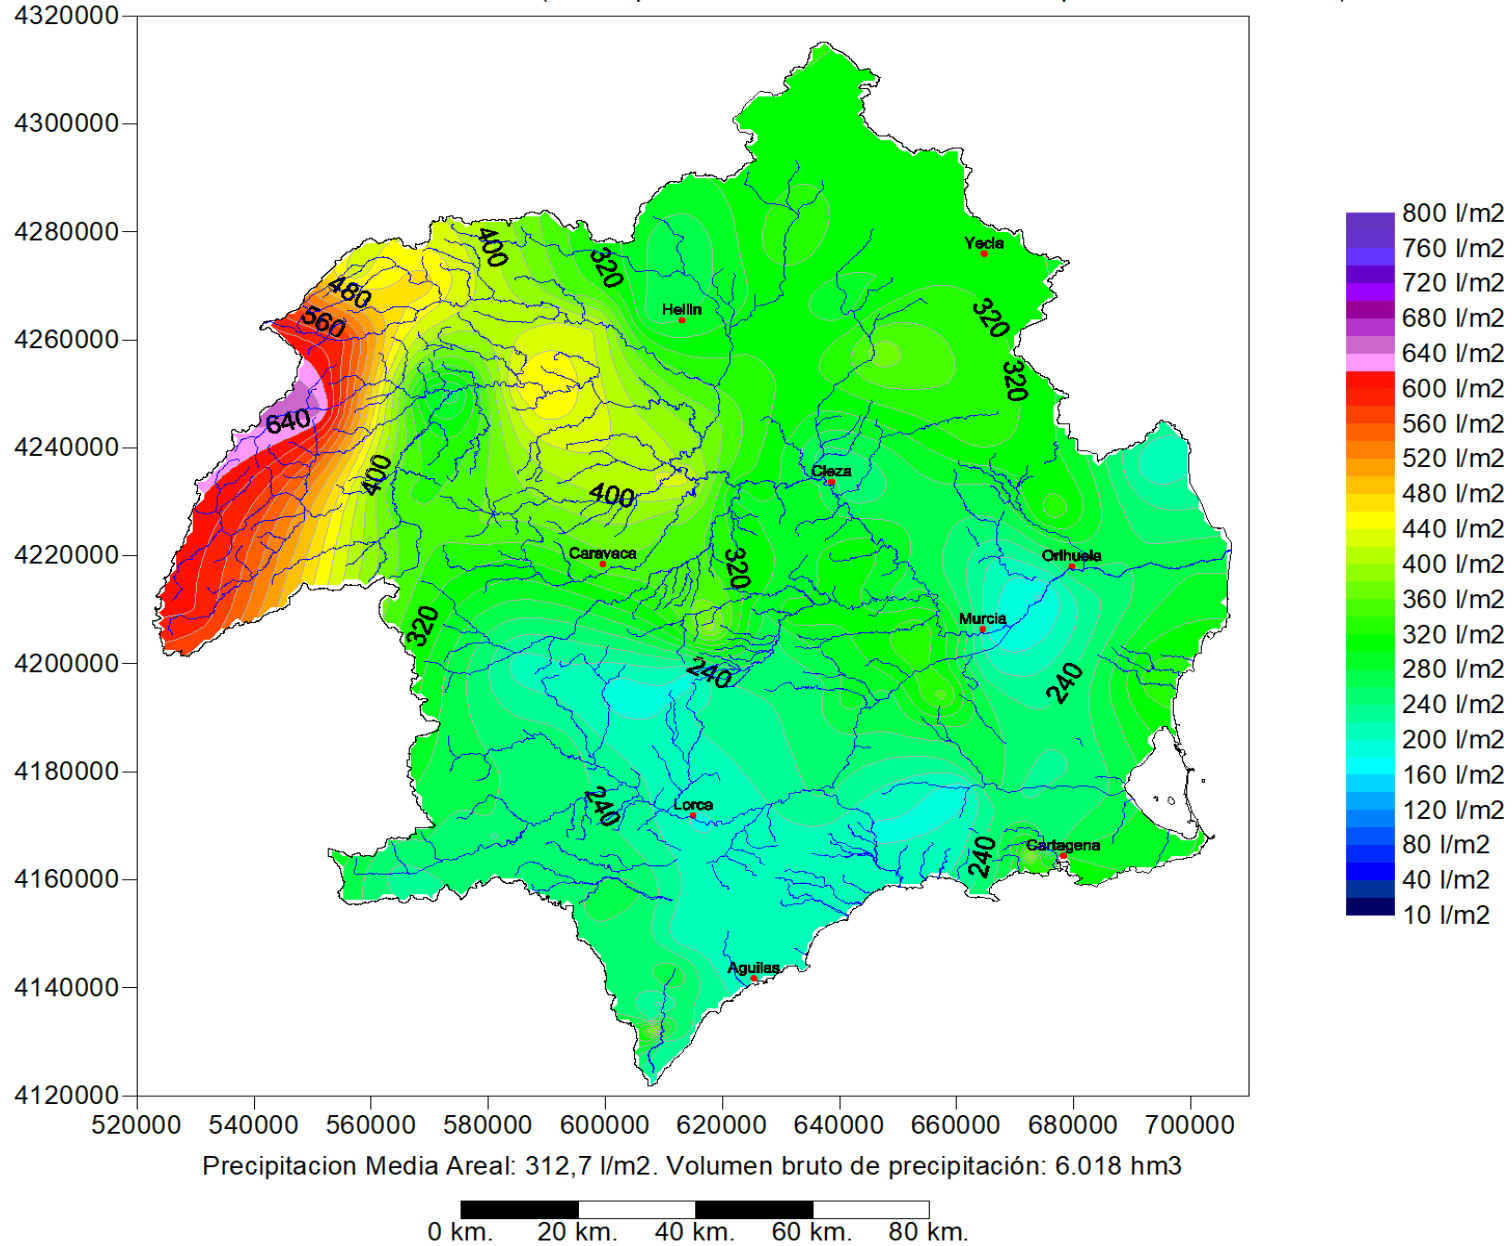 4320000
4300000
4280000
4260000
4240000
4220000
4200000
4180000
4160000
4140000
4120000
520000 540000 560000 580000 600000 620000 640000 660000 680000 700000
400
480
560
320
640
400
400
320
320
320
320
240
240
240
240
Yecla
Hellin
Cieza
Caravaca
Orihuela
Murcia
Lorca
Cartagena
Aguilas
800 l/m2
760 l/m2
720 l/m2
680 l/m2
640 l/m2
600 l/m2
560 l/m2
520 l/m2
480 l/m2
440 l/m2
400 l/m2
360 l/m2
320 l/m2
280 l/m2
240 l/m2
200 l/m2
160 l/m2
120 l/m2
80 l/m2
40 l/m2
10 l/m2
Precipitacion Media Areal: 312,7 l/m2. Volumen bruto de precipitación: 6.018 hm3
0 km. 20 km. 40 km. 60 km. 80 km.